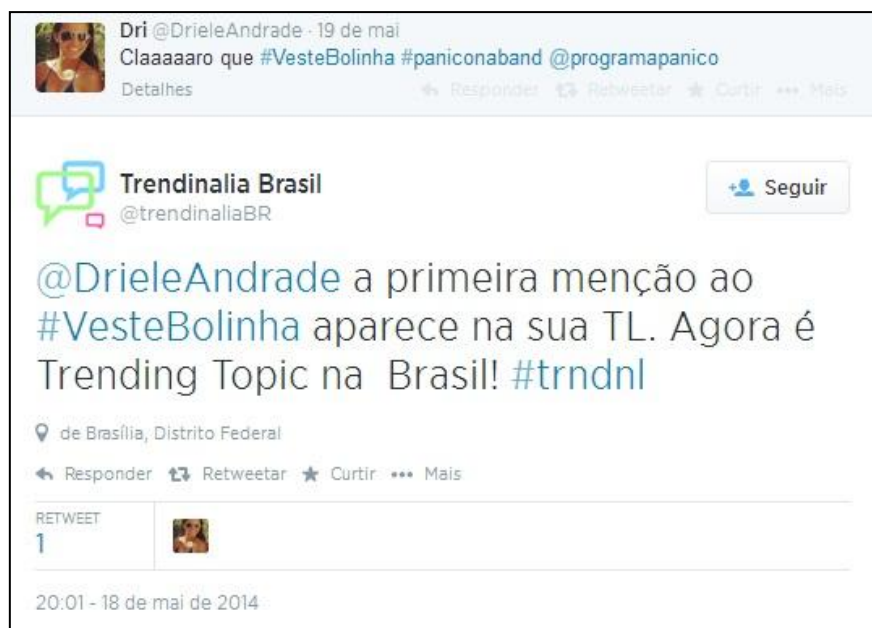 Dri @DrieleAndrade · 19 de mai
Claaaaaro que #VesteBolinha #paniconaband @programapanico
Detalhes Responder Retweetar Curtir Mais
Trendinalia Brasil
@trendinaliaBR
Seguir
@DrieleAndrade a primeira menção ao
#VesteBolinha aparece na sua TL. Agora é
Trending Topic na Brasil! #trndnl
de Brasília, Distrito Federal
Responder Retweetar Curtir Mais
RETWEET
1
20:01 - 18 de mai de 2014